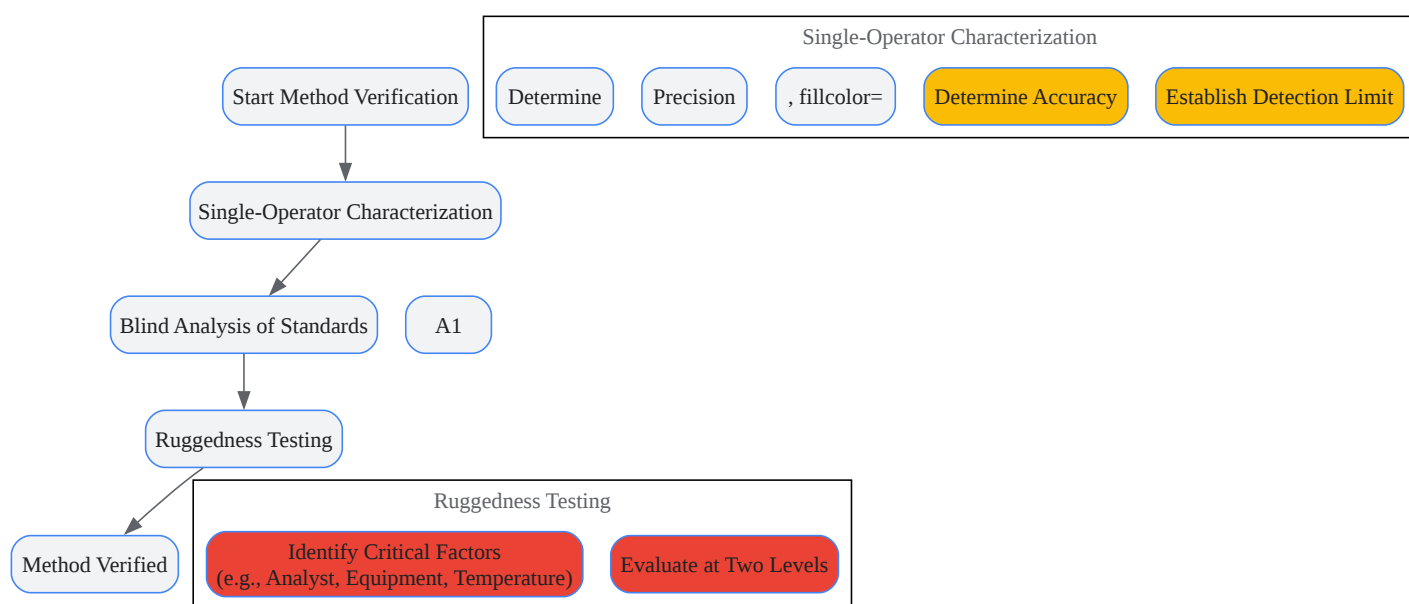 Single-Operator Characterization
Start Method Verification
Determine
Precision
, fillcolor=
Determine Accuracy
Establish Detection Limit
Single-Operator Characterization
Blind Analysis of Standards
A1
Ruggedness Testing
Ruggedness Testing
Method Verified
Identify Critical Factors
(e.g., Analyst, Equipment, Temperature)
Evaluate at Two Levels